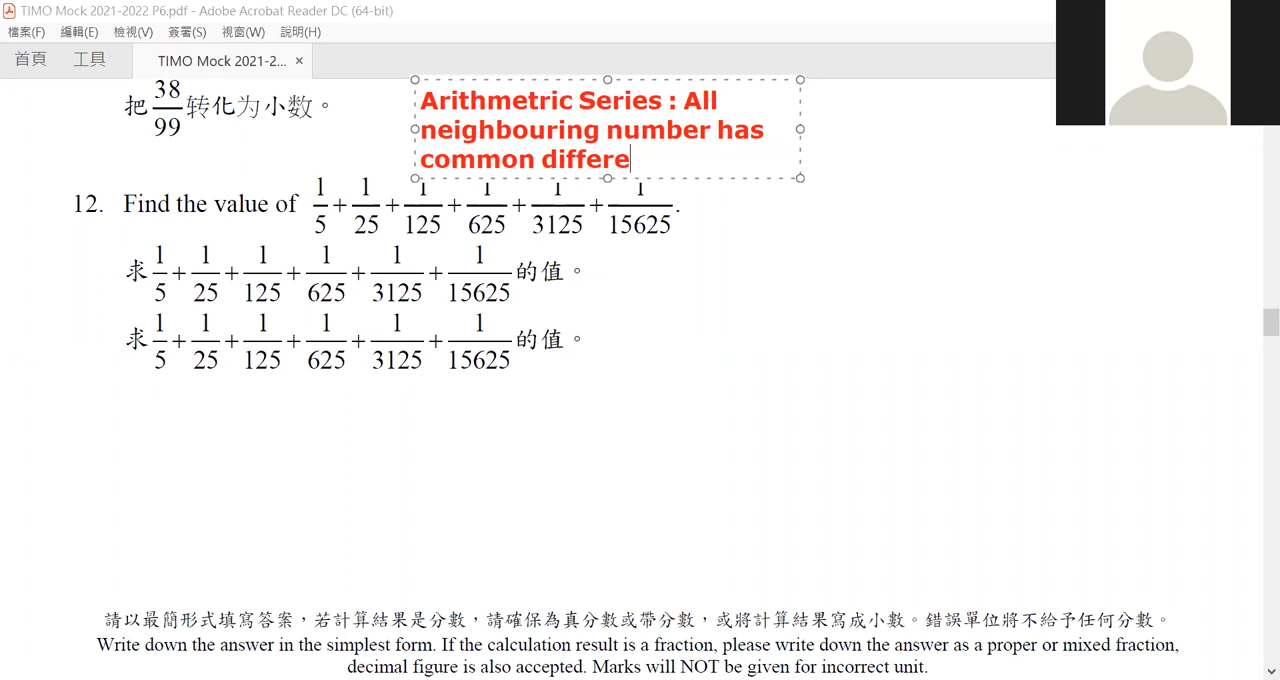 TIMO Mock 2021-2022 P6.pdf - Adobe Acrobat Reader DC (64-bit)
檔案(F) 編輯(E) 檢視(V) 簽署(S) 視窗(W) 說明(H)
首頁 工具 TIMO Mock 2021-2... ×
把 38/99 转化为小数。
Arithmetric Series : All
neighbouring number has
common differe
12. Find the value of 1/5 + 1/25 + 1/125 + 1/625 + 1/3125 + 1/15625.
求 1/5 + 1/25 + 1/125 + 1/625 + 1/3125 + 1/15625 的值。
求 1/5 + 1/25 + 1/125 + 1/625 + 1/3125 + 1/15625 的值。
請以最簡形式填寫答案，若計算結果是分數，請確保為真分數或帶分數，或將計算結果寫成小數。錯誤單位將不給予任何分數。
Write down the answer in the simplest form. If the calculation result is a fraction, please write down the answer as a proper or mixed fraction,
decimal figure is also accepted. Marks will NOT be given for incorrect unit.